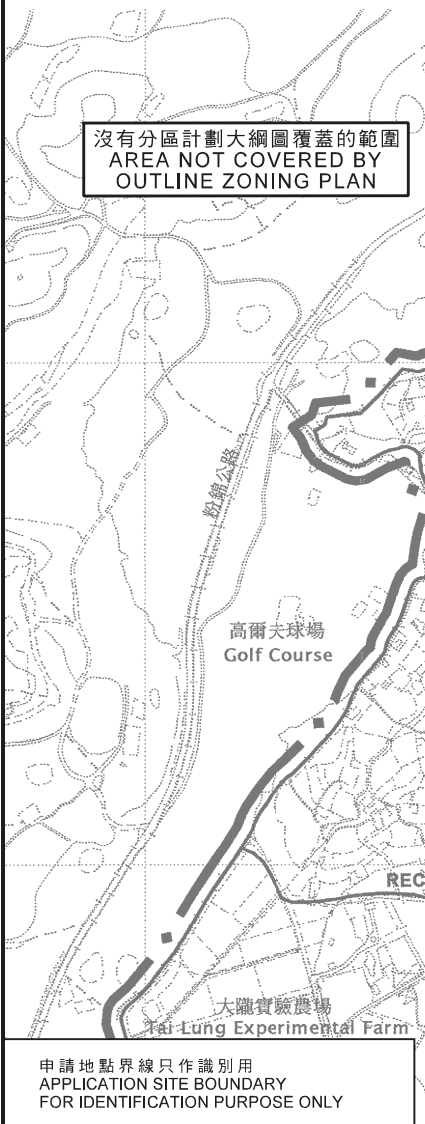 沒有分區計劃大綱圖覆蓋的範圍
AREA NOT COVERED BY
OUTLINE ZONING PLAN
粉錦公路
高爾夫球場
Golf Course
REC
大隴實驗農場
Tai Lung Experimental Farm
申請地點界線只作識別用
APPLICATION SITE BOUNDARY
FOR IDENTIFICATION PURPOSE ONLY